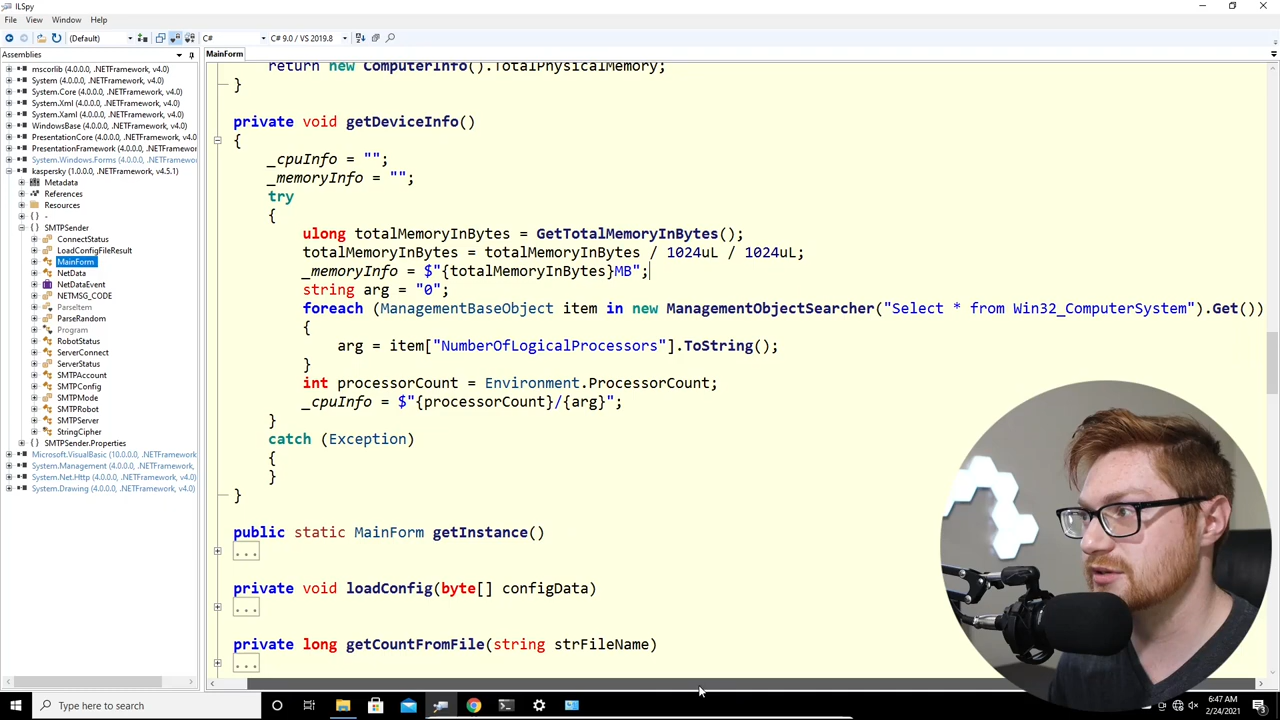 ILSpy
File View Window Help
(Default) C# C# 9.0 / VS 2019.8
Assemblies
mscorlib (4.0.0.0, .NETFramework, v4.0)
System (4.0.0.0, .NETFramework, v4.0)
System.Core (4.0.0.0, .NETFramework, v4.0)
System.Xml (4.0.0.0, .NETFramework, v4.0)
System.Xaml (4.0.0.0, .NETFramework, v4.0)
WindowsBase (4.0.0.0, .NETFramework, v4.0)
PresentationCore (4.0.0.0, .NETFramework, v4.0
PresentationFramework (4.0.0.0, .NETFramework,
System.Windows.Forms (4.0.0.0, .NETFramewo
kaspersky (1.0.0.0, .NETFramework, v4.5.1)
Metadata
References
Resources
{ } -
{ } SMTPSender
ConnectStatus
LoadConfigFileResult
MainForm
NetData
NetDataEvent
NETMSG_CODE
ParseItem
ParseRandom
Program
RobotStatus
ServerConnect
ServerStatus
SMTPAccount
SMTPConfig
SMTPMode
SMTPRobot
SMTPServer
StringCipher
{ } SMTPSender.Properties
Microsoft.VisualBasic (10.0.0.0, .NETFramework,
System.Management (4.0.0.0, .NETFramework,
System.Net.Http (4.0.0.0, .NETFramework, v4.0)
System.Drawing (4.0.0.0, .NETFramework, v4.0)
MainForm
return new ComputerInfo().TotalPhysicalMemory;
}
private void getDeviceInfo()
{
_cpuInfo = "";
_memoryInfo = "";
try
{
ulong totalMemoryInBytes = GetTotalMemoryInBytes();
totalMemoryInBytes = totalMemoryInBytes / 1024uL / 1024uL;
_memoryInfo = $"{totalMemoryInBytes}MB";
string arg = "0";
foreach (ManagementBaseObject item in new ManagementObjectSearcher("Select * from Win32_ComputerSystem").Get())
{
arg = item["NumberOfLogicalProcessors"].ToString();
}
int processorCount = Environment.ProcessorCount;
_cpuInfo = $"{processorCount}/{arg}";
}
catch (Exception)
{
}
}
public static MainForm getInstance()
...
private void loadConfig(byte[] configData)
...
private long getCountFromFile(string strFileName)
...
Type here to search
6:47 AM
2/24/2021